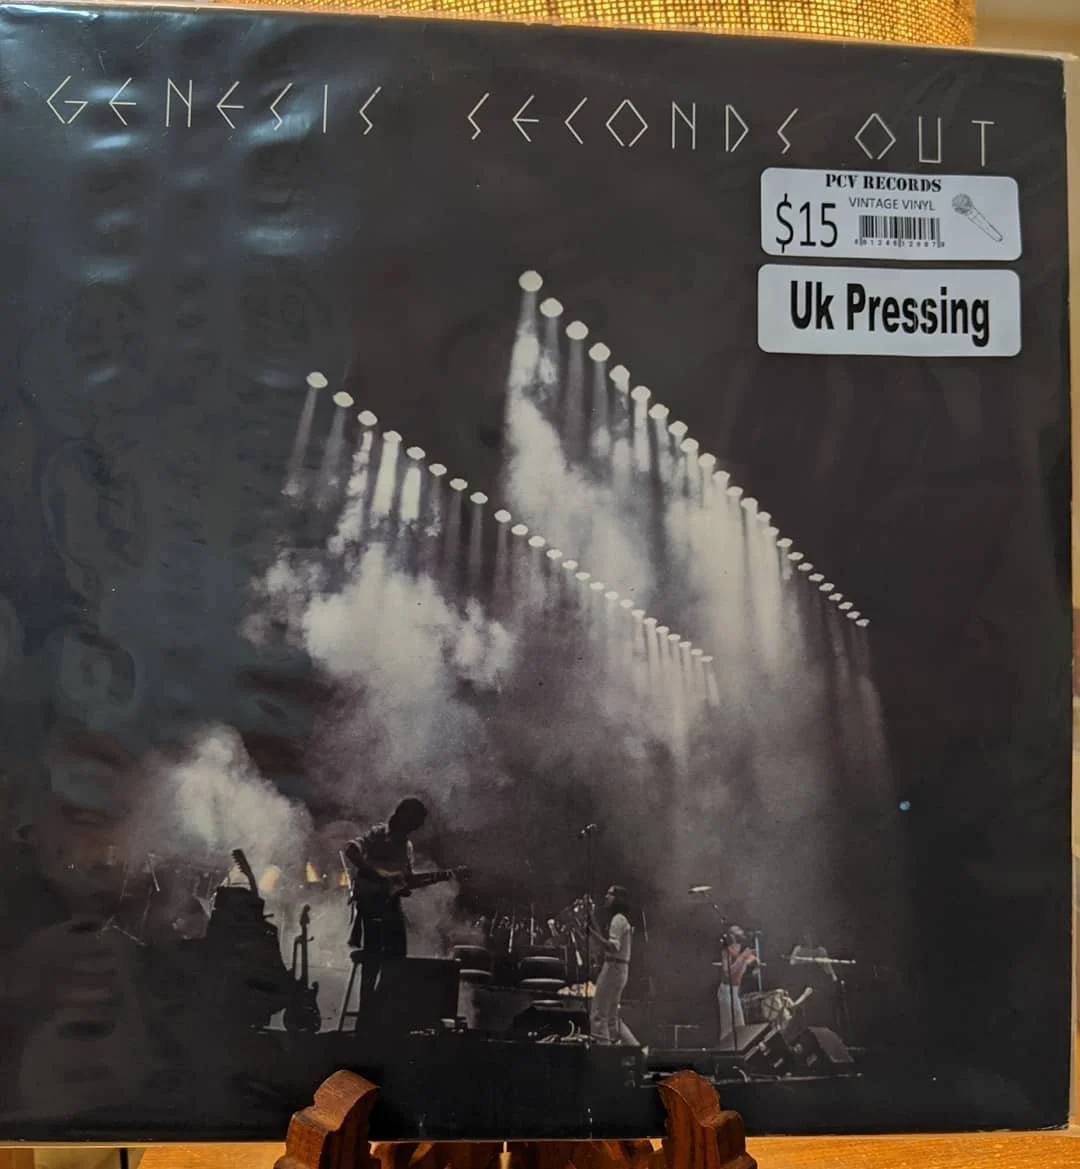 GENESIS SECONDS OUT
PCV RECORDS
VINTAGE VINYL
$15
Uk Pressing